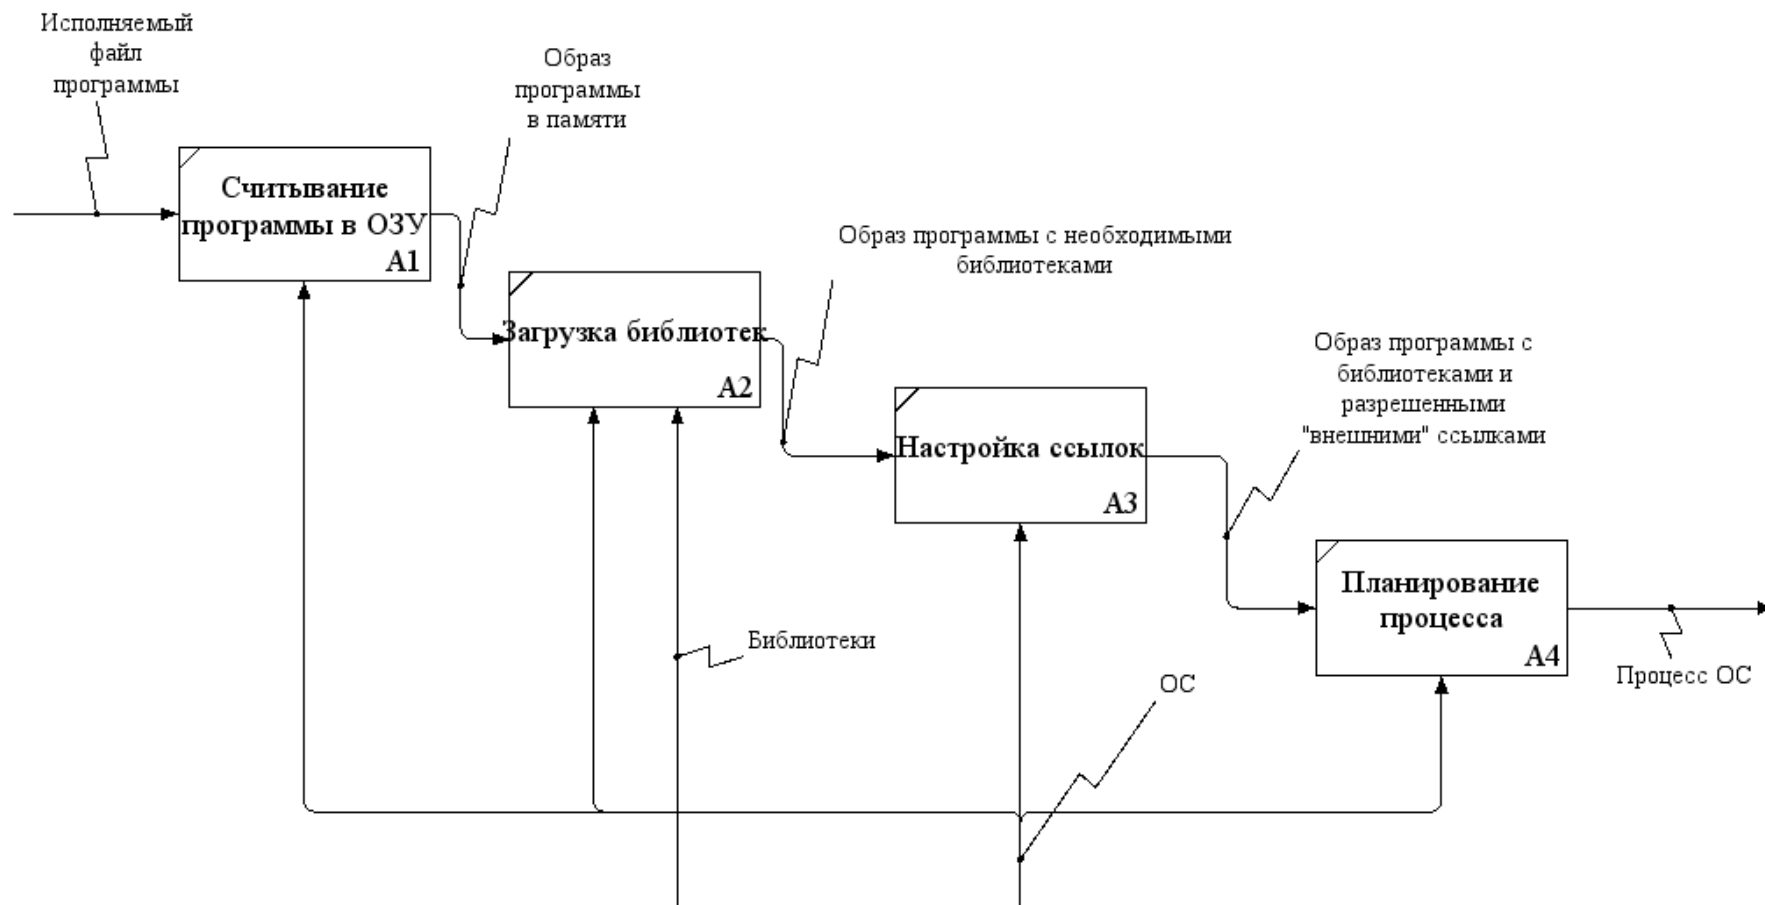 Исполняемый
файл
программы
Образ
программы
в памяти
Считывание
программы в ОЗУ
A1
Образ программы с необходимыми
библиотеками
Загрузка библиотек
A2
Образ программы с
библиотеками и
разрешенными
"внешними" ссылками
Настройка ссылок
A3
Планирование
процесса
A4
Библиотеки
ОС
Процесс ОС